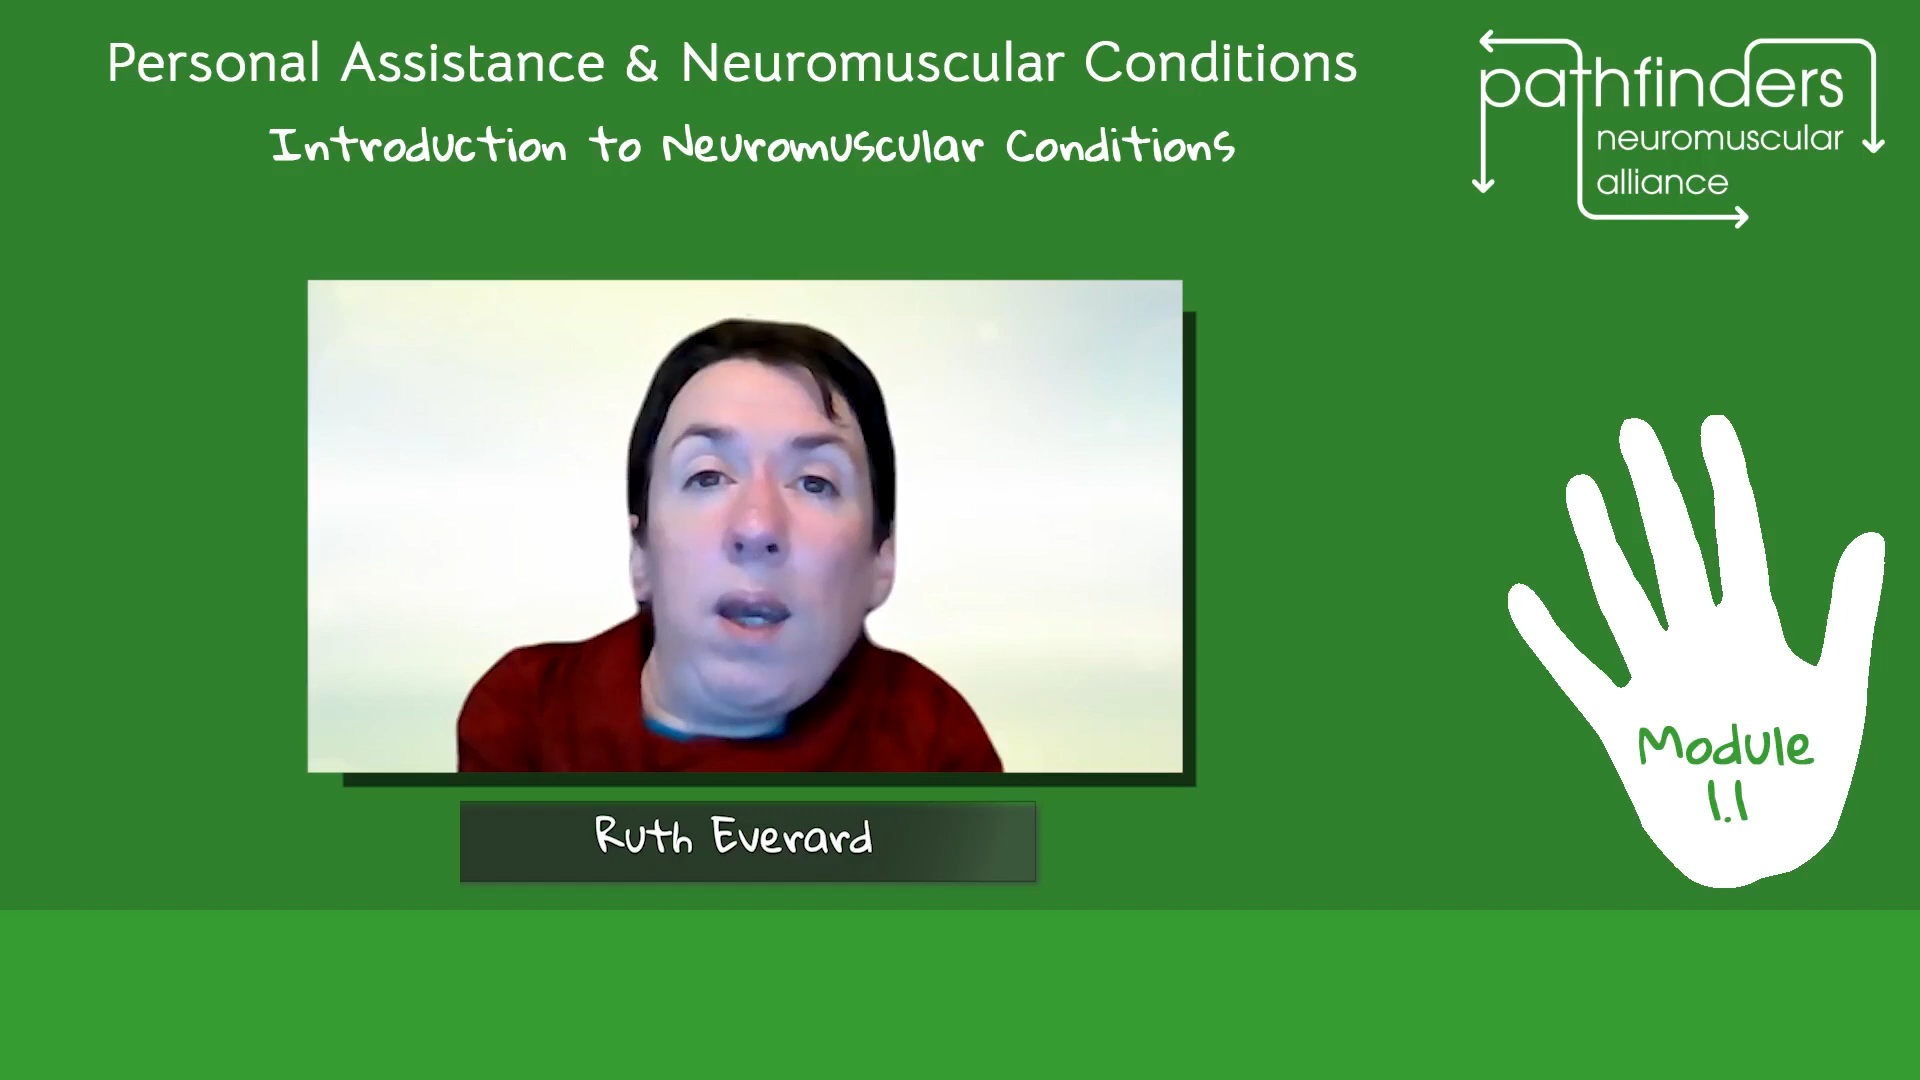 Personal Assistance & Neuromuscular Conditions
Introduction to Neuromuscular Conditions
pathfinders
neuromuscular
alliance
Ruth Everard
Module
1.1